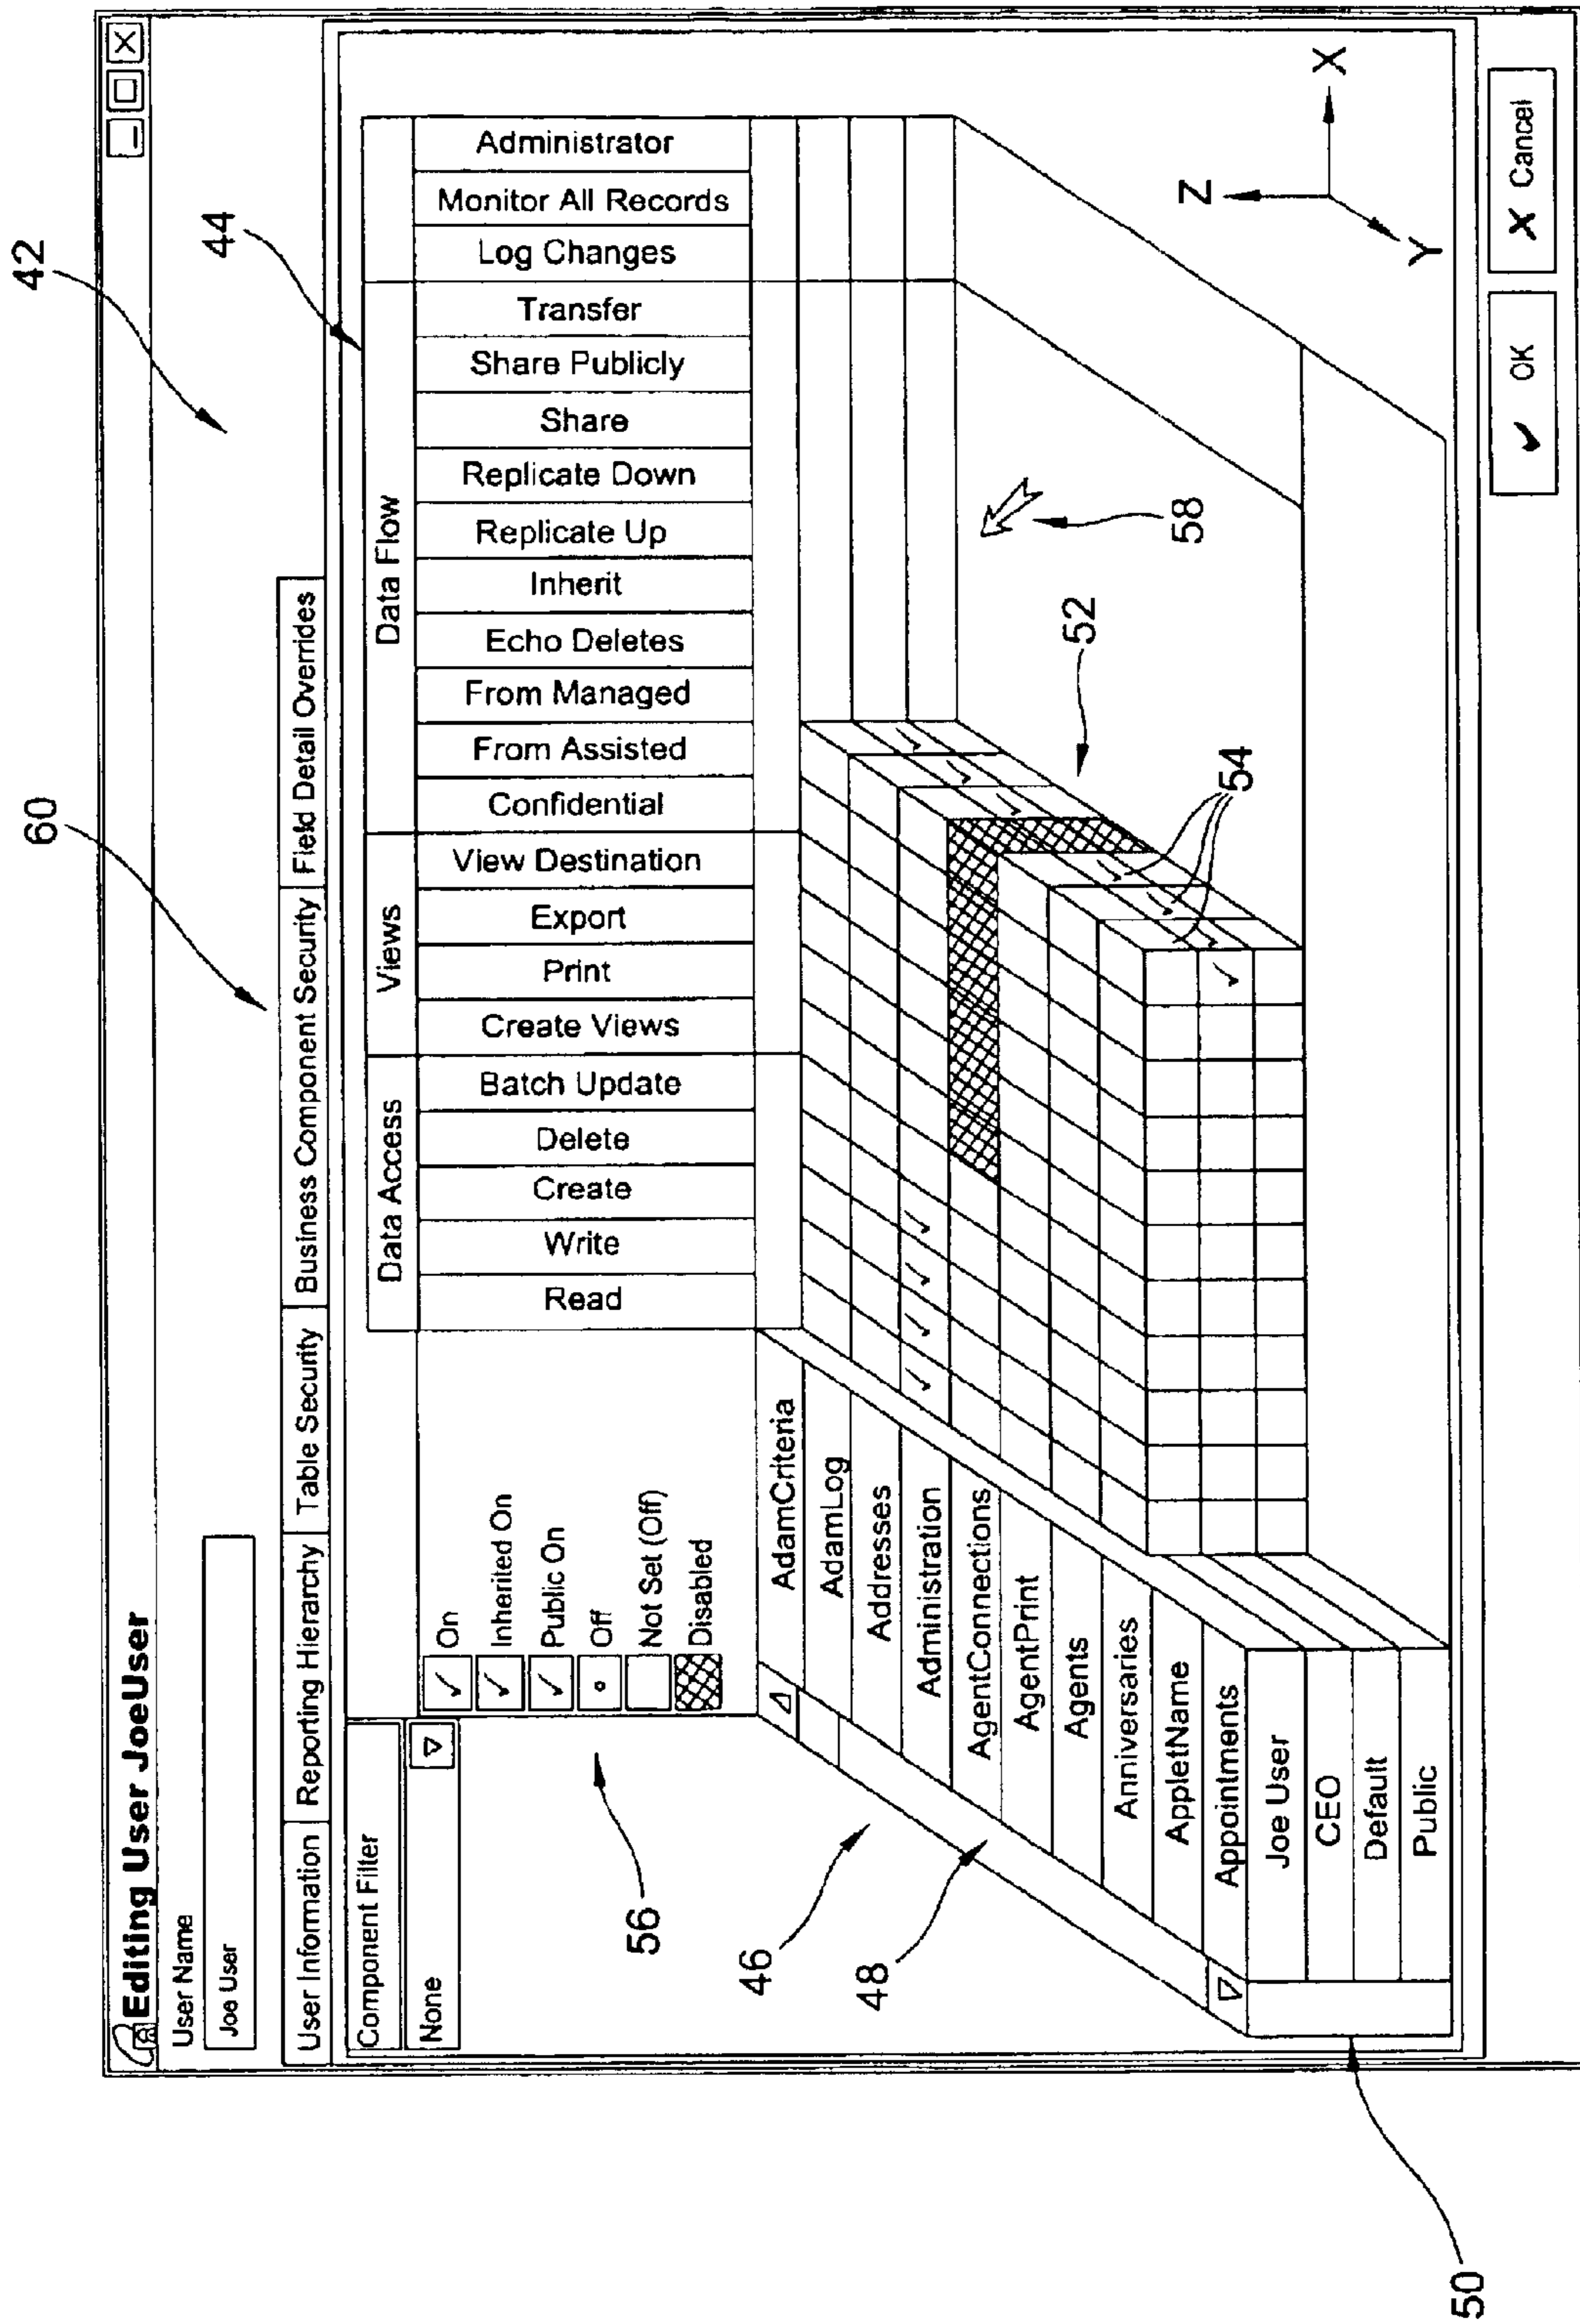 42
60
44
Editing User JoeUser
User Name
Joe User
User Information
Reporting Hierarchy
Table Security
Business Component Security
Field Detail Overrides
Component Filter
None
On
Inherited On
Public On
Off
Not Set (Off)
Disabled
Data Access
Views
Data Flow
Read
Write
Create
Delete
Batch Update
Create Views
Print
Export
View Destination
Confidential
From Assisted
From Managed
Echo Deletes
Inherit
Replicate Up
Replicate Down
Share
Share Publicly
Transfer
Log Changes
Monitor All Records
Administrator
56
46
48
AdamCriteria
AdamLog
Addresses
Administration
AgentConnections
AgentPrint
Agents
Anniversaries
AppletName
Appointments
Joe User
CEO
Default
Public
52
54
58
Z
X
Y
50
OK
X Cancel